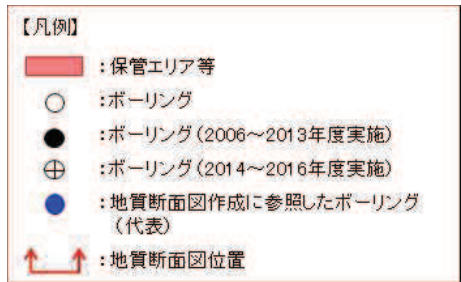 【凡例】
：保管エリア等
：ボーリング
：ボーリング（2006～2013年度実施）
：ボーリング（2014～2016年度実施）
：地質断面図作成に参照したボーリング
（代表）
：地質断面図位置